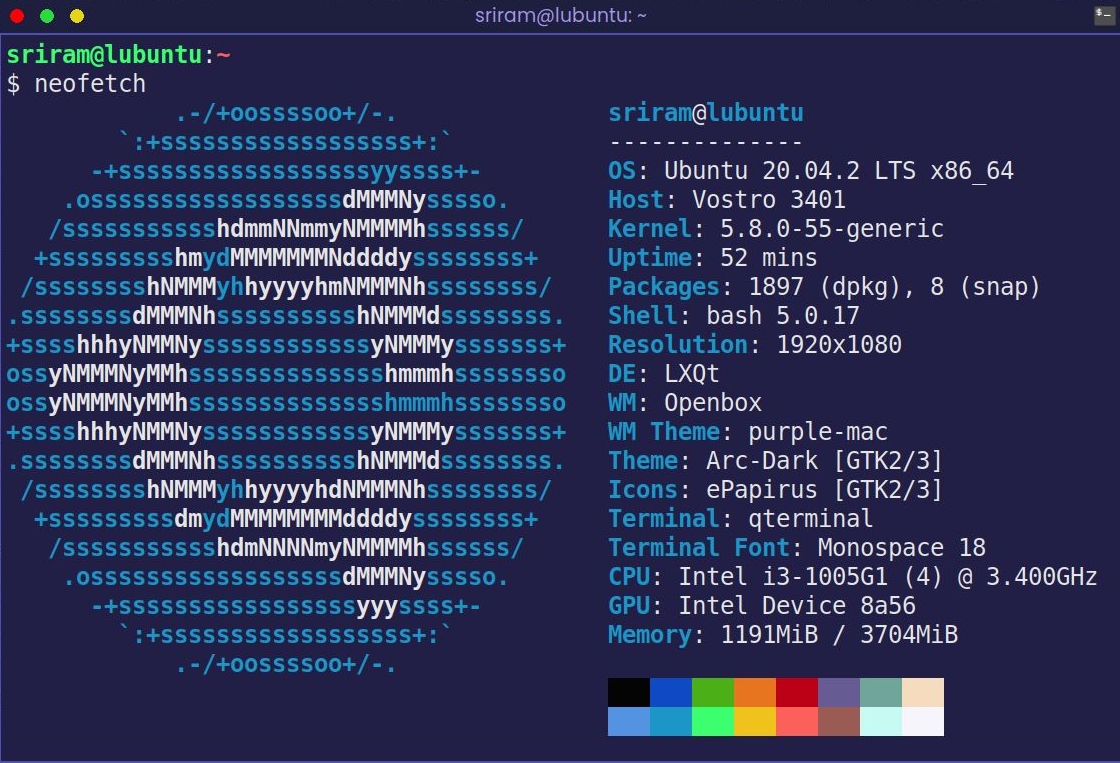 sriram@lubuntu: ~
$_
sriram@lubuntu:~
$ neofetch
.-/+oossssoo+/-.
`:+ssssssssssssssssss+:`
-+ssssssssssssssssssyyssss+-
.ossssssssssssssssssdMMMNysssso.
/ssssssssssshdmmNNmmyNMMMMhssssss/
+ssssssssshmydMMMMMMMNddddyssssssss+
/sssssssshNMMMyhhyyyyhmNMMMNhssssssss/
.ssssssssdMMMNhsssssssssshNMMMdssssssss.
+sssshhhyNMMNyssssssssssssyNMMMysssssss+
ossyNMMMNyMMhsssssssssssssshmmmhssssssso
ossyNMMMNyMMhsssssssssssssshmmmhssssssso
+sssshhhyNMMNyssssssssssssyNMMMysssssss+
.ssssssssdMMMNhsssssssssshNMMMdssssssss.
/sssssssshNMMMyhhyyyyhdNMMMNhssssssss/
+sssssssssdmydMMMMMMMMddddyssssssss+
/ssssssssssshdmNNNNmyNMMMMhssssss/
.ossssssssssssssssssdMMMNysssso.
-+sssssssssssssssssyyyssss+-
`:+ssssssssssssssssss+:`
.-/+oossssoo+/-.
sriram@lubuntu
--------------
OS: Ubuntu 20.04.2 LTS x86_64
Host: Vostro 3401
Kernel: 5.8.0-55-generic
Uptime: 52 mins
Packages: 1897 (dpkg), 8 (snap)
Shell: bash 5.0.17
Resolution: 1920x1080
DE: LXQt
WM: Openbox
WM Theme: purple-mac
Theme: Arc-Dark [GTK2/3]
Icons: ePapirus [GTK2/3]
Terminal: qterminal
Terminal Font: Monospace 18
CPU: Intel i3-1005G1 (4) @ 3.400GHz
GPU: Intel Device 8a56
Memory: 1191MiB / 3704MiB